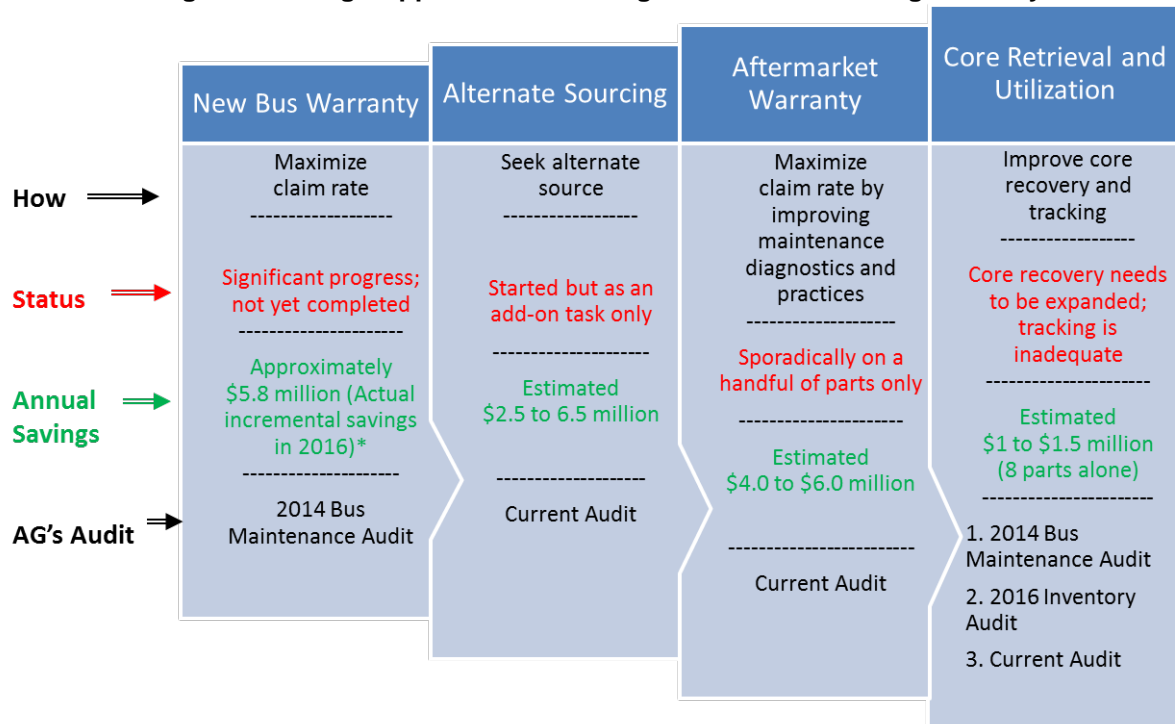 New Bus Warranty
Alternate Sourcing
Aftermarket
Warranty
Core Retrieval and
Utilization
How
Maximize
claim rate
-------------------
Seek alternate
source
------------------
Maximize
claim rate by
improving
maintenance
diagnostics and
practices
--------------------
Improve core
recovery and
tracking
------------------
Status
Significant progress;
not yet completed
----------------------
Started but as an
add-on task only
---------------------
Sporadically on a
handful of parts only
----------------------
Core recovery needs
to be expanded;
tracking is
inadequate
----------------------
Annual
Savings
Approximately
$5.8 million (Actual
incremental savings
in 2016)*
---------------------
Estimated
$2.5 to 6.5 million
--------------------
Estimated
$4.0 to $6.0 million
-------------------------
Estimated
$1 to $1.5 million
(8 parts alone)
-----------------------
AG's Audit
2014 Bus
Maintenance Audit
Current Audit
Current Audit
1. 2014 Bus
Maintenance Audit
2. 2016 Inventory
Audit
3. Current Audit